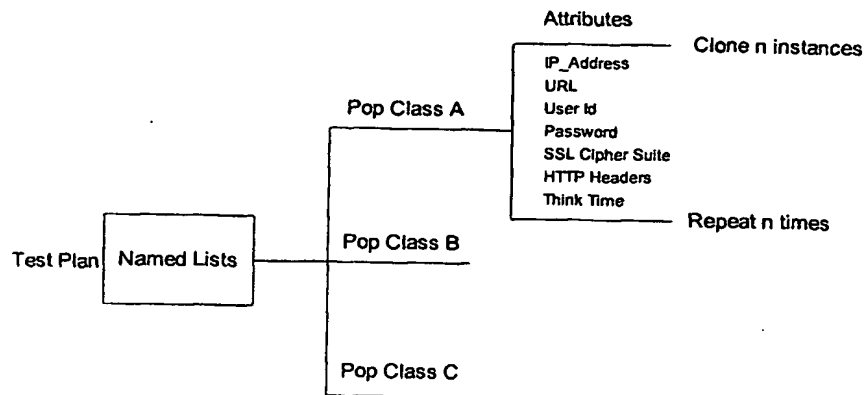 Attributes
Clone n instances
IP_Address
URL
User Id
Password
SSL Cipher Suite
HTTP Headers
Think Time
Repeat n times
Pop Class A
Pop Class B
Pop Class C
Test Plan
Named Lists